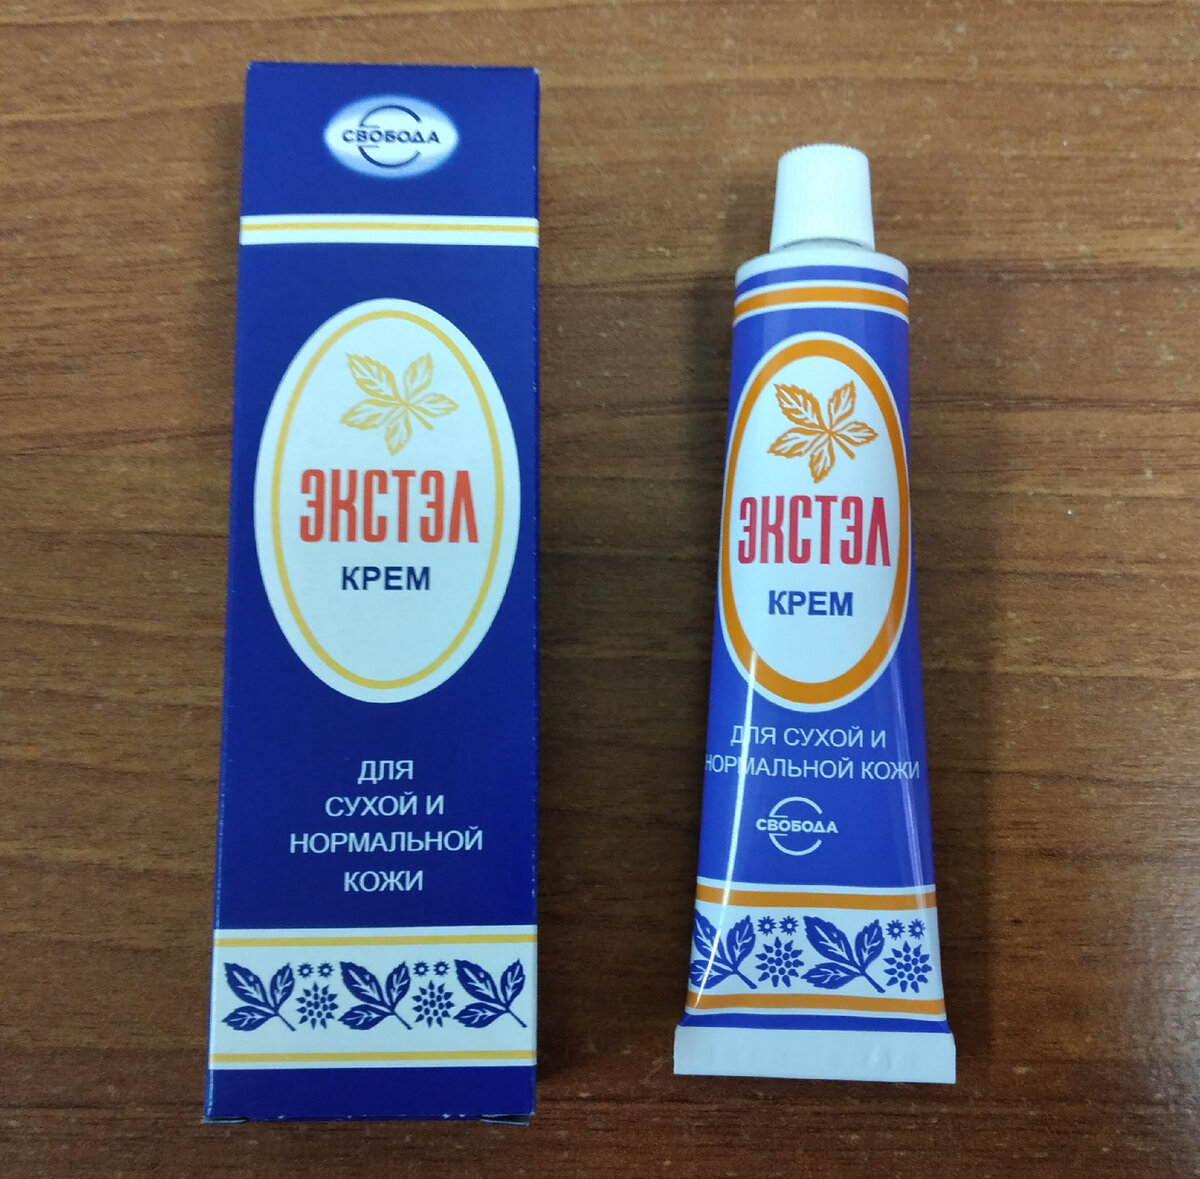 СВОБОДА
ЭКСТЭЛ
КРЕМ
ДЛЯ
СУХОЙ И
НОРМАЛЬНОЙ
КОЖИ
ЭКСТЭЛ
КРЕМ
ДЛЯ СУХОЙ И
НОРМАЛЬНОЙ КОЖИ
СВОБОДА